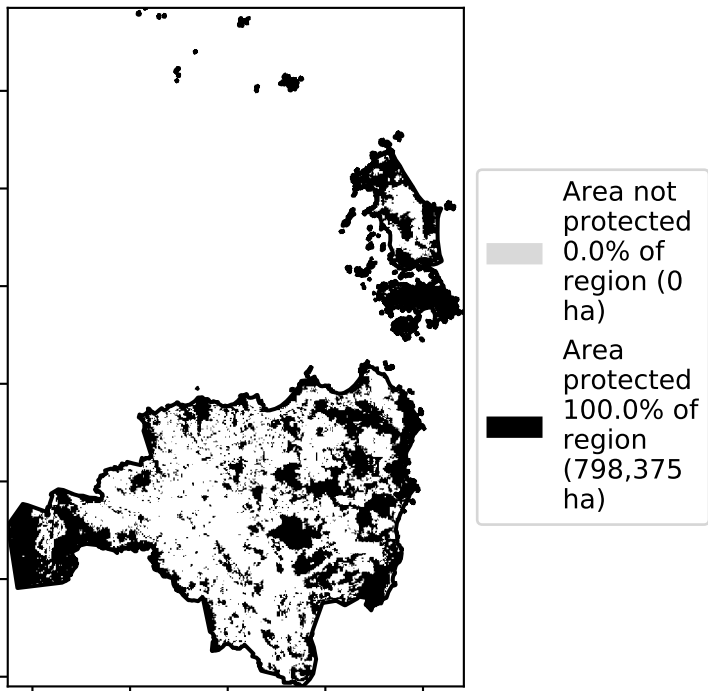 Area not
protected
0.0% of
region (0
ha)
Area
protected
100.0% of
region
(798,375
ha)